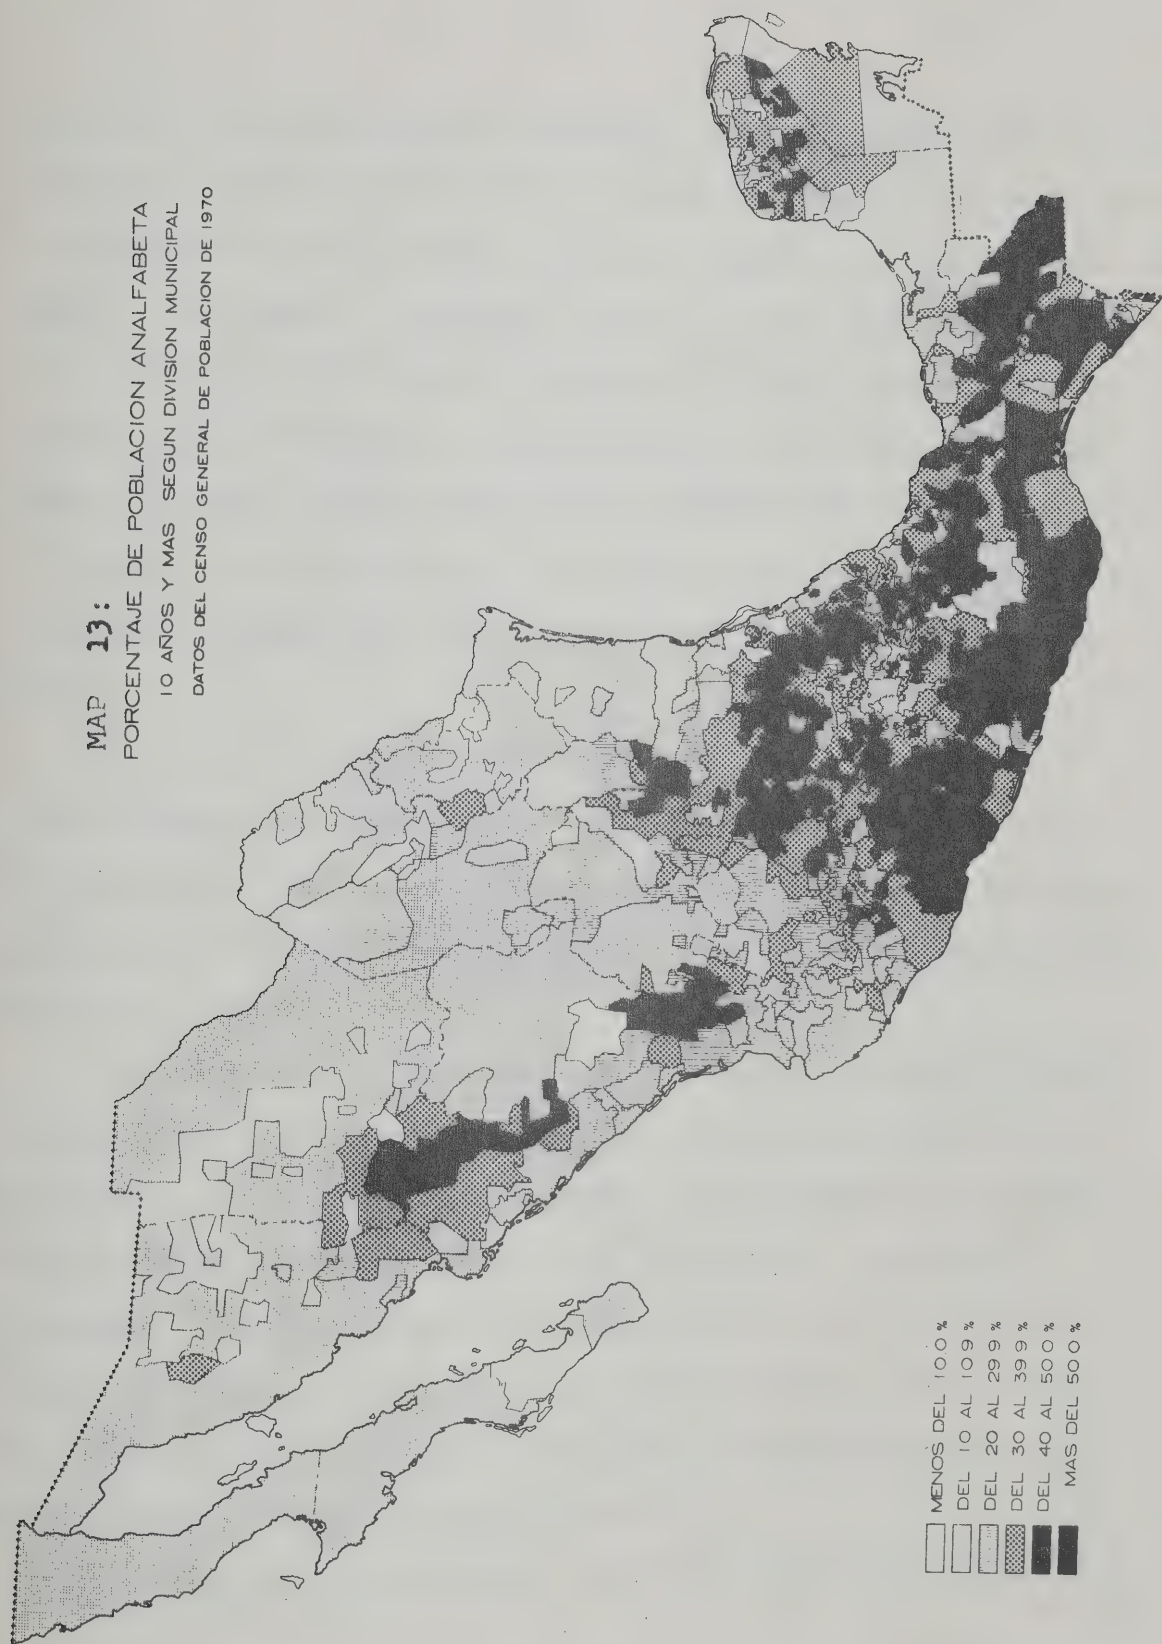 MAP 13:
PORCENTAJE DE POBLACION ANALFABETA
10 AÑOS Y MAS SEGUN DIVISION MUNICIPAL
DATOS DEL CENSO GENERAL DE POBLACION DE 1970
MENOS DEL 10.0 %
DEL 10 AL 10 9 %
DEL 20 AL 29 9 %
DEL 30 AL 39 9 %
DEL 40 AL 50 0 %
MAS DEL 50 0 %